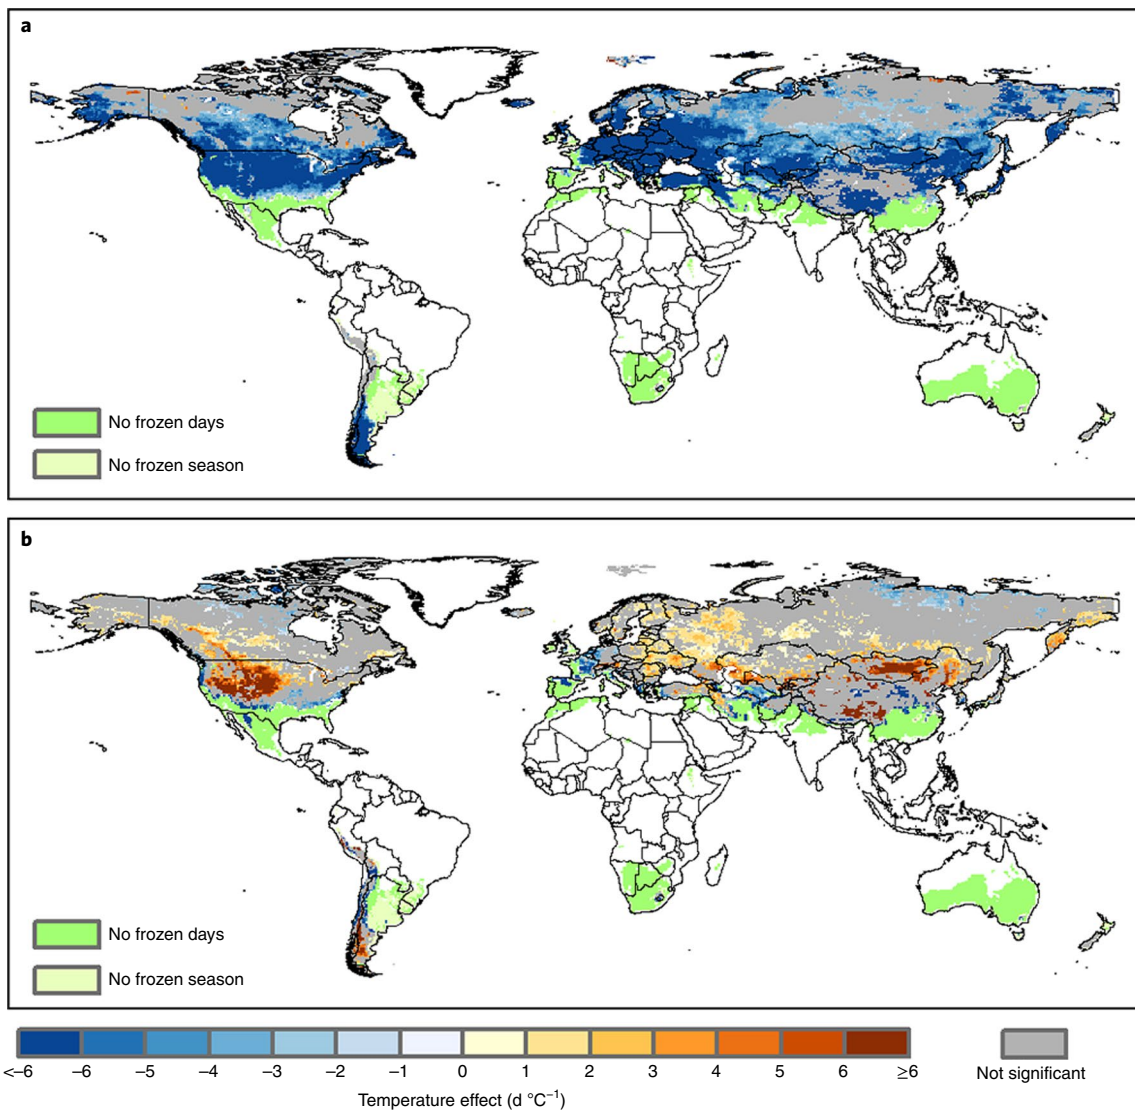 a
No frozen days
No frozen season
b
No frozen days
No frozen season
<–6 –6 –5 –4 –3 –2 –1 0 1 2 3 4 5 6 ≥6
Not significant
Temperature effect (d °C⁻¹)